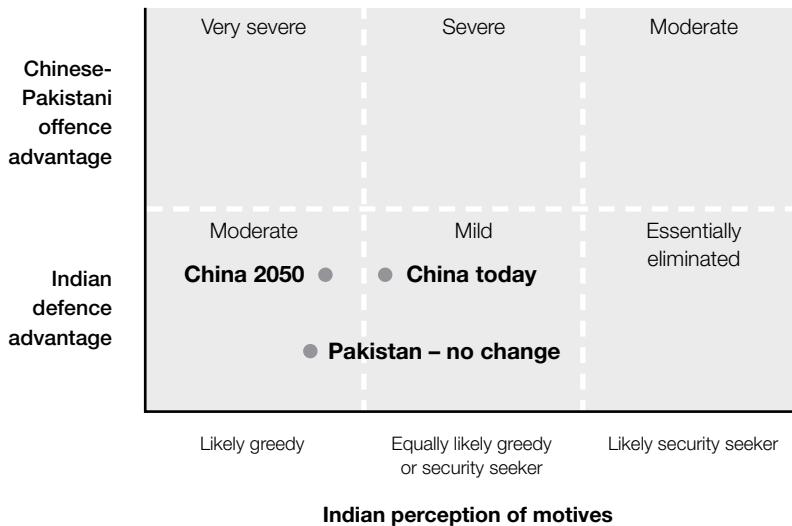 Very severe
Severe
Moderate
Chinese-
Pakistani
offence
advantage
Moderate
Mild
Essentially
eliminated
China 2050
China today
Indian
defence
advantage
Pakistan – no change
Likely greedy
Equally likely greedy
or security seeker
Likely security seeker
Indian perception of motives